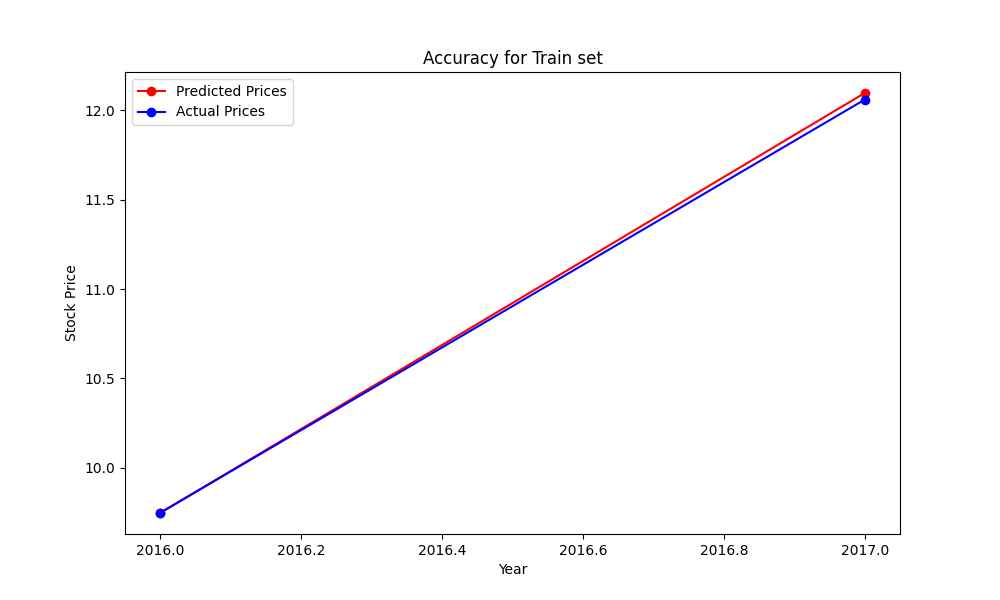 Accuracy for Train set
Predicted Prices
Actual Prices
12.0
11.5
11.0
10.5
10.0
Stock Price
2016.0 2016.2 2016.4 2016.6 2016.8 2017.0
Year